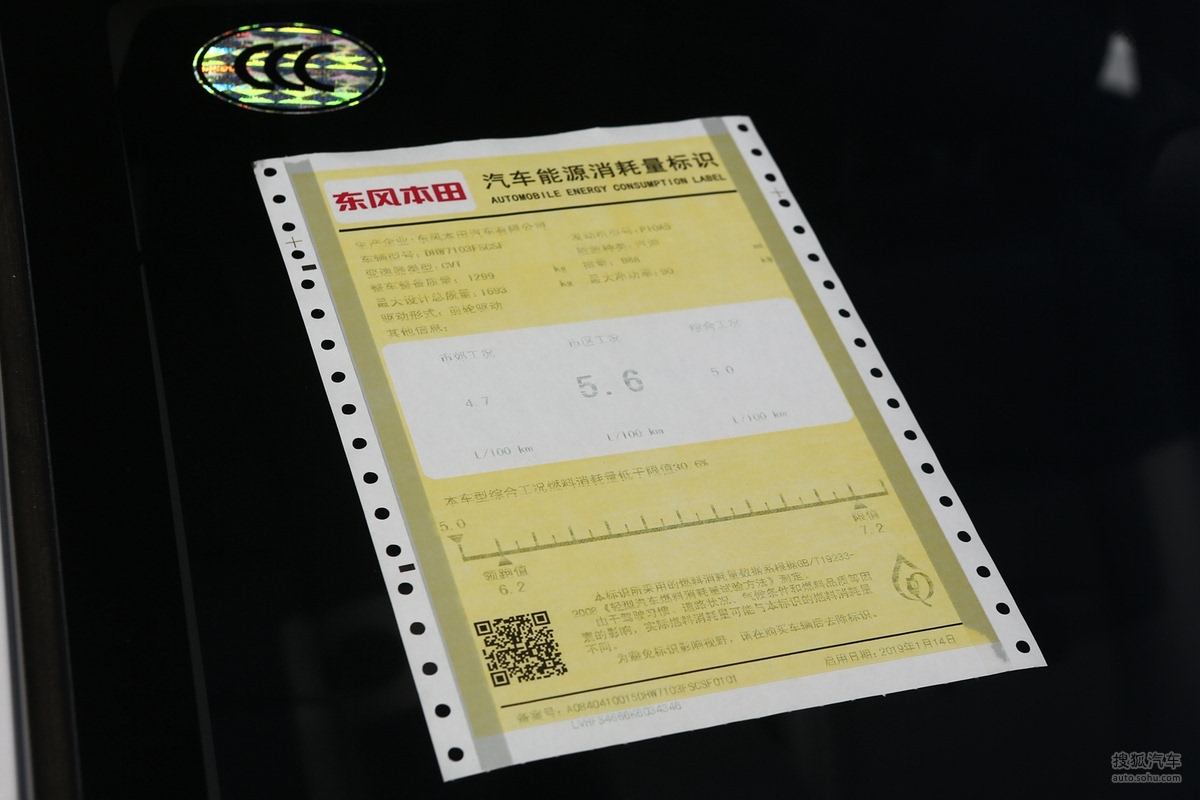 CCC
东风本田
汽车能源消耗量标识
AUTOMOBILE ENERGY CONSUMPTION LABEL
生产企业:东风本田汽车有限公司
车辆型号:DHW7103FSCSF
变速器类型:CVT
整车整备质量:1299 kg
最大设计总质量:1693 kg
驱动形式:前轮驱动
其他信息:
发动机型号:P10A3
能源种类:汽油
排量:988
最大净功率:90 kW
市郊工况 市区工况 综合工况
4.7 5.6 5.0
L/100 km L/100 km L/100 km
本车型综合工况燃料消耗量低于限值30.6%
5.0
领跑值
6.2
限值
7.2
本标识所采用的燃料消耗量数据系根据GB/T19233-
2008《轻型汽车燃料消耗量试验方法》测定。
由于驾驶习惯、道路状况、气候条件和燃料品质等因
素的影响,实际燃料消耗量可能与本标识的燃料消耗量
不同。
为避免标识影响视野,请在购买车辆后去除标识。
启用日期:2019年1月14日
备案号:A0840410015DHW7103FSCSF0101
搜狐汽车
auto.sohu.com